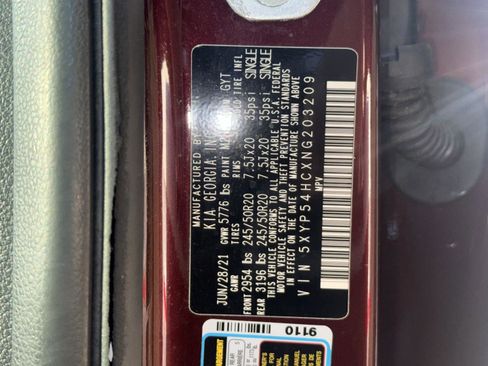 MANUFACTURED BY
KIA GEORGIA,
JUN/28/21 GVWR 5776 lbs PAINT GYT
GAWR TIRES RIMS TIRE INFL
FRONT 2954 lbs 245/50R20 7.5Jx20 35psi SINGLE
REAR 3196 lbs 245/50R20 7.5Jx20 35psi SINGLE
THIS VEHICLE CONFORMS TO ALL APPLICABLE U.S.A. FEDERAL
MOTOR VEHICLE SAFETY AND THEFT PREVENTION STANDARDS
IN EFFECT ON THE DATE OF MANUFACTURE SHOWN ABOVE
VIN 5XYP54HCXNG203209
MPV
9110
REAR